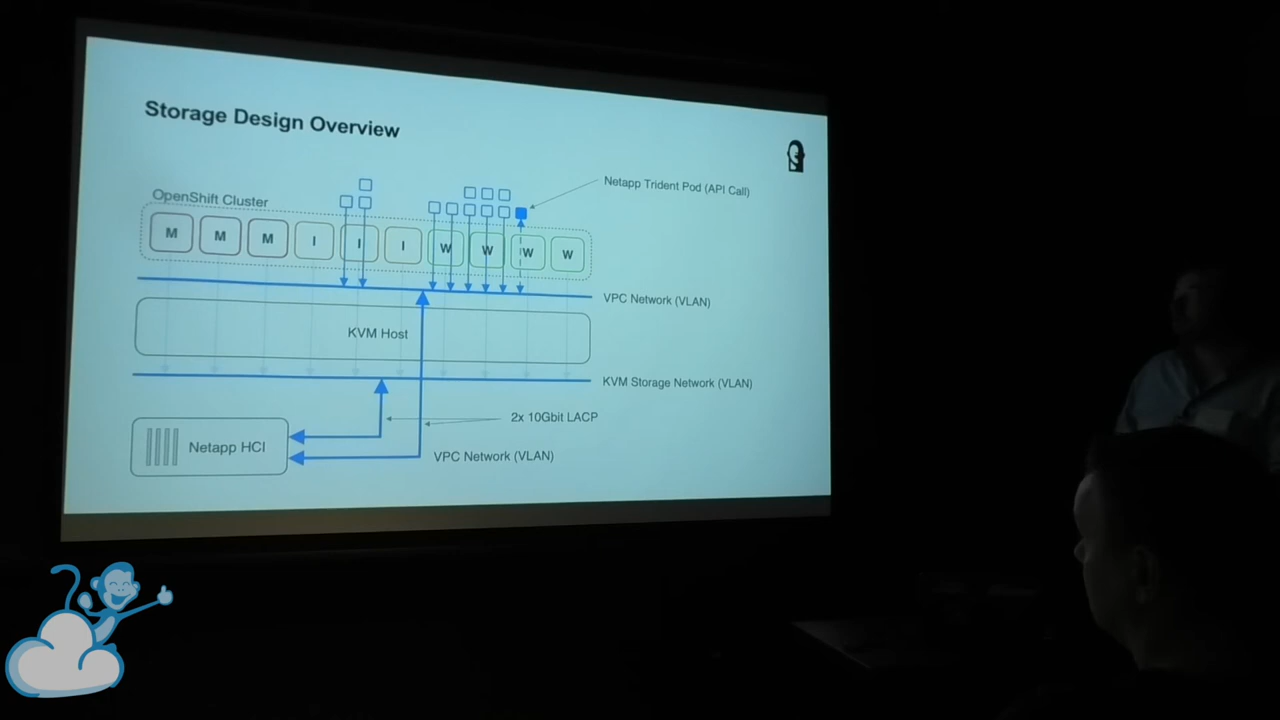 Storage Design Overview
Netapp Trident Pod (API Call)
OpenShift Cluster
M M M I I I W W W W
VPC Network (VLAN)
KVM Host
KVM Storage Network (VLAN)
2x 10Gbit LACP
Netapp HCI
VPC Network (VLAN)